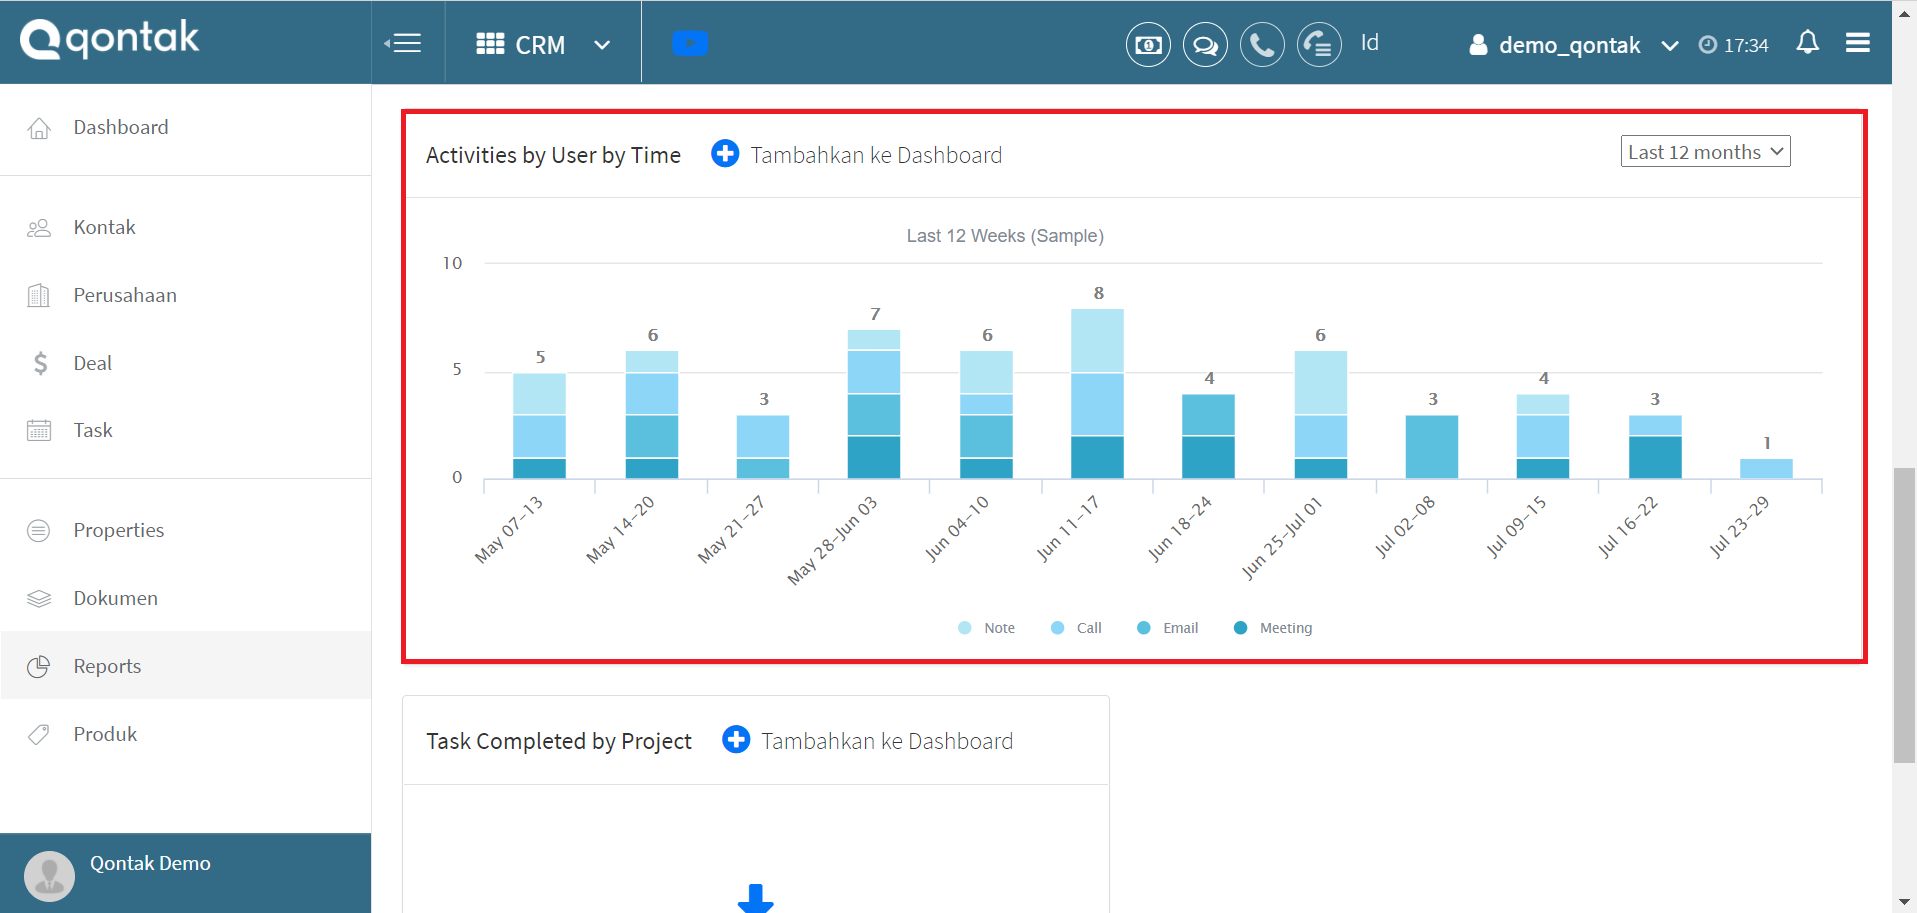 qontak
CRM
Id
demo_qontak
17:34
Dashboard
Kontak
Perusahaan
Deal
Task
Properties
Dokumen
Reports
Produk
Qontak Demo
Activities by User by Time
Tambahkan ke Dashboard
Last 12 months
Last 12 Weeks (Sample)
10
5
0
5
6
3
7
6
8
4
6
3
4
3
1
May 07-13
May 14-20
May 21-27
May 28-Jun 03
Jun 04-10
Jun 11-17
Jun 18-24
Jun 25-Jul 01
Jul 02-08
Jul 09-15
Jul 16-22
Jul 23-29
Note
Call
Email
Meeting
Task Completed by Project
Tambahkan ke Dashboard